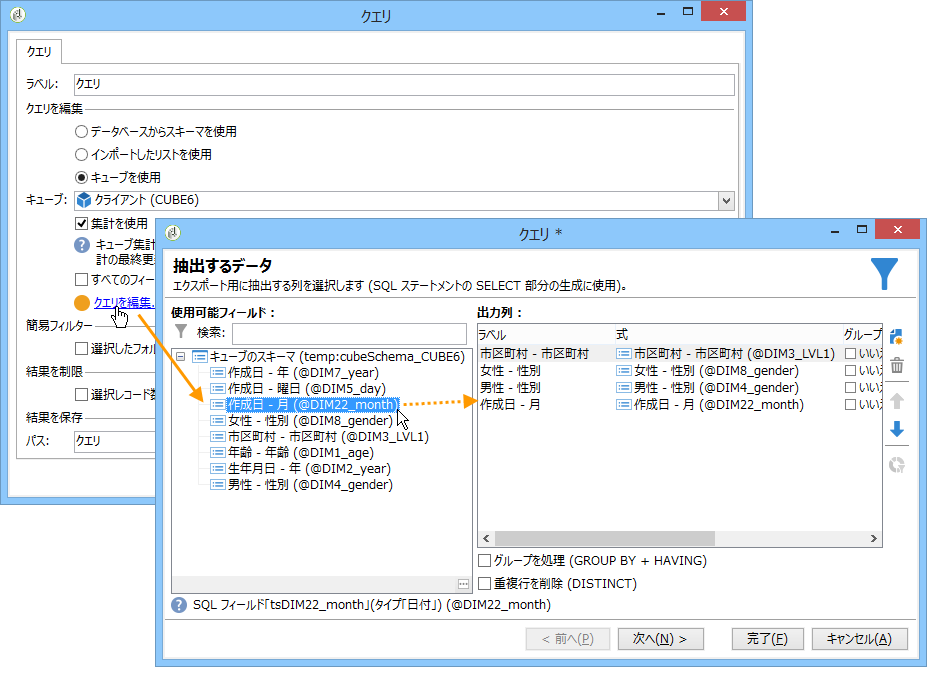 クエリ
クエリ
ラベル:
クエリ
クエリを編集
データベースからスキーマを使用
インポートしたリストを使用
キューブを使用
キューブ:
クライアント (CUBE6)
集計を使用
キューブ集計
計の最終更
すべてのフィー
クエリを編集.
簡易フィルター
選択したフォル
結果を制限
選択レコード数
結果を保存
パス:
クエリ
クエリ *
抽出するデータ
エクスポート用に抽出する列を選択します (SQL ステートメントの SELECT 部分の生成に使用)。
使用可能フィールド :
検索:
キューブのスキーマ (temp:cubeSchema_CUBE6)
作成日 - 年 (@DIM7_year)
作成日 - 曜日 (@DIM5_day)
作成日 - 月 (@DIM22_month)
女性 - 性別 (@DIM8_gender)
市区町村 - 市区町村 (@DIM3_LVL1)
年齢 - 年齢 (@DIM1_age)
生年月日 - 年 (@DIM2_year)
男性 - 性別 (@DIM4_gender)
出力列 :
ラベル 式 グループ
市区町村 - 市区町村 市区町村 - 市区町村 (@DIM3_LVL1) いい
女性 - 性別 女性 - 性別 (@DIM8_gender) いい
男性 - 性別 男性 - 性別 (@DIM4_gender) いい
作成日 - 月 作成日 - 月 (@DIM22_month) いい
グループを処理 (GROUP BY + HAVING)
重複行を削除 (DISTINCT)
SQL フィールド「tsDIM22_month」(タイプ「日付」) (@DIM22_month)
< 前へ(P)
次へ(N) >
完了(F)
キャンセル(A)